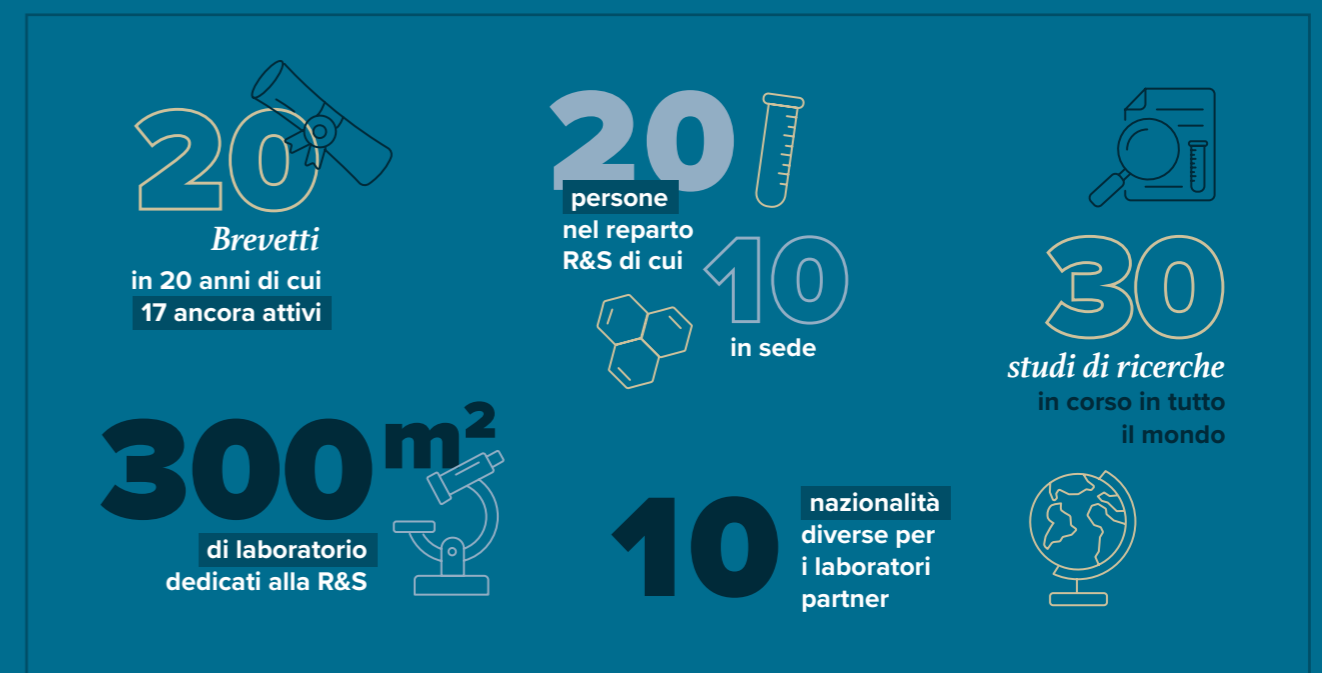 20
Brevetti
in 20 anni di cui
17 ancora attivi
20
persone
nel reparto
R&S di cui
10
in sede
30
studi di ricerche
in corso in tutto
il mondo
300 m²
di laboratorio
dedicati alla R&S
10
nazionalità
diverse per
i laboratori
partner